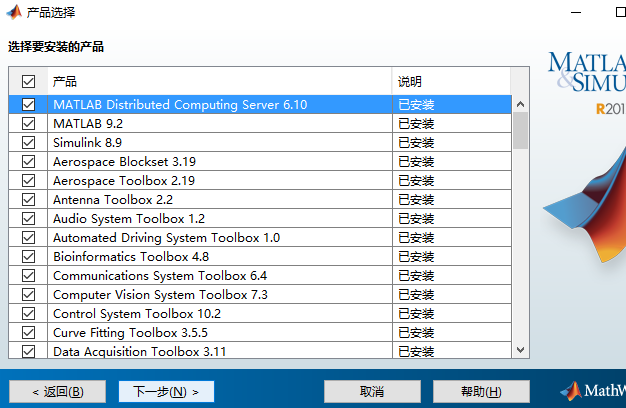 产品选择
选择要安装的产品
产品 说明
MATLAB Distributed Computing Server 6.10 已安装
MATLAB 9.2 已安装
Simulink 8.9 已安装
Aerospace Blockset 3.19 已安装
Aerospace Toolbox 2.19 已安装
Antenna Toolbox 2.2 已安装
Audio System Toolbox 1.2 已安装
Automated Driving System Toolbox 1.0 已安装
Bioinformatics Toolbox 4.8 已安装
Communications System Toolbox 6.4 已安装
Computer Vision System Toolbox 7.3 已安装
Control System Toolbox 10.2 已安装
Curve Fitting Toolbox 3.5.5 已安装
Data Acquisition Toolbox 3.11 已安装
MATLA
&SIMU
R201
< 返回(B) 下一步(N) > 取消 帮助(H)
MathW